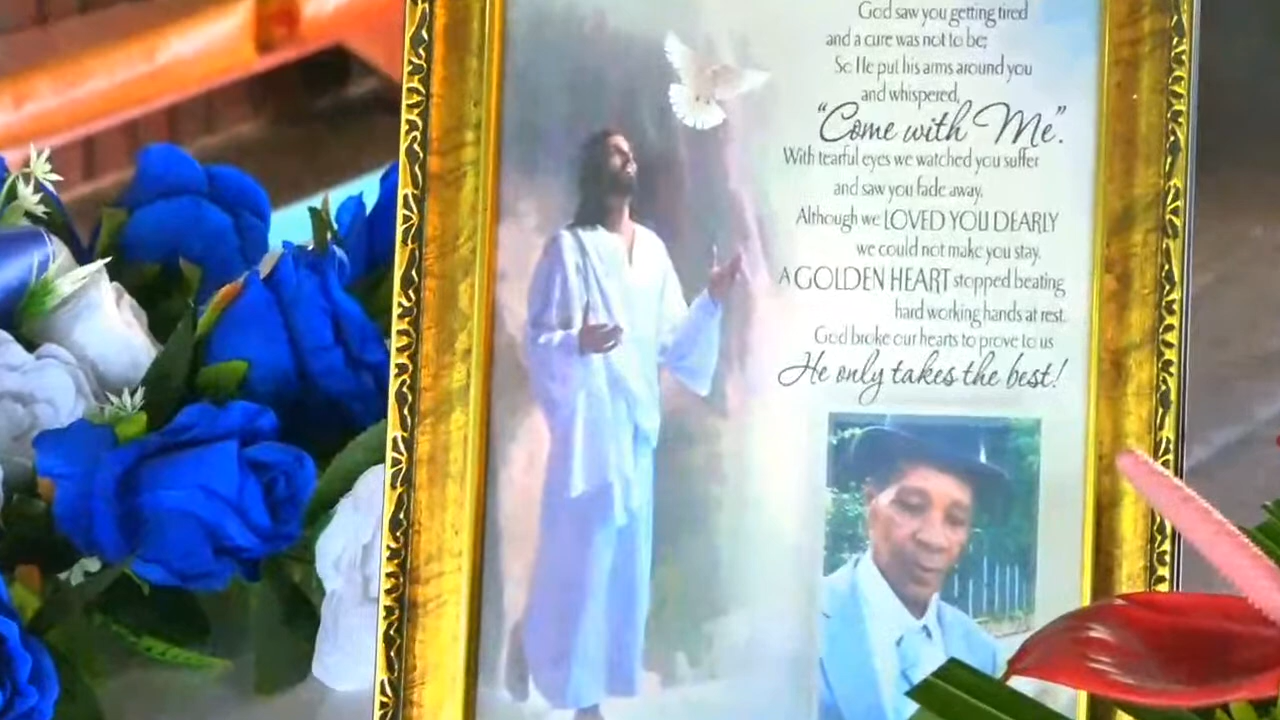 God saw you getting tired
and a cure was not to be;
So He put his arms around you
and whispered,
“Come with Me”.
With tearful eyes we watched you suffer
and saw you fade away.
Although we LOVED YOU DEARLY
we could not make you stay.
A GOLDEN HEART stopped beating
hard working hands at rest.
God broke our hearts to prove to us
He only takes the best!